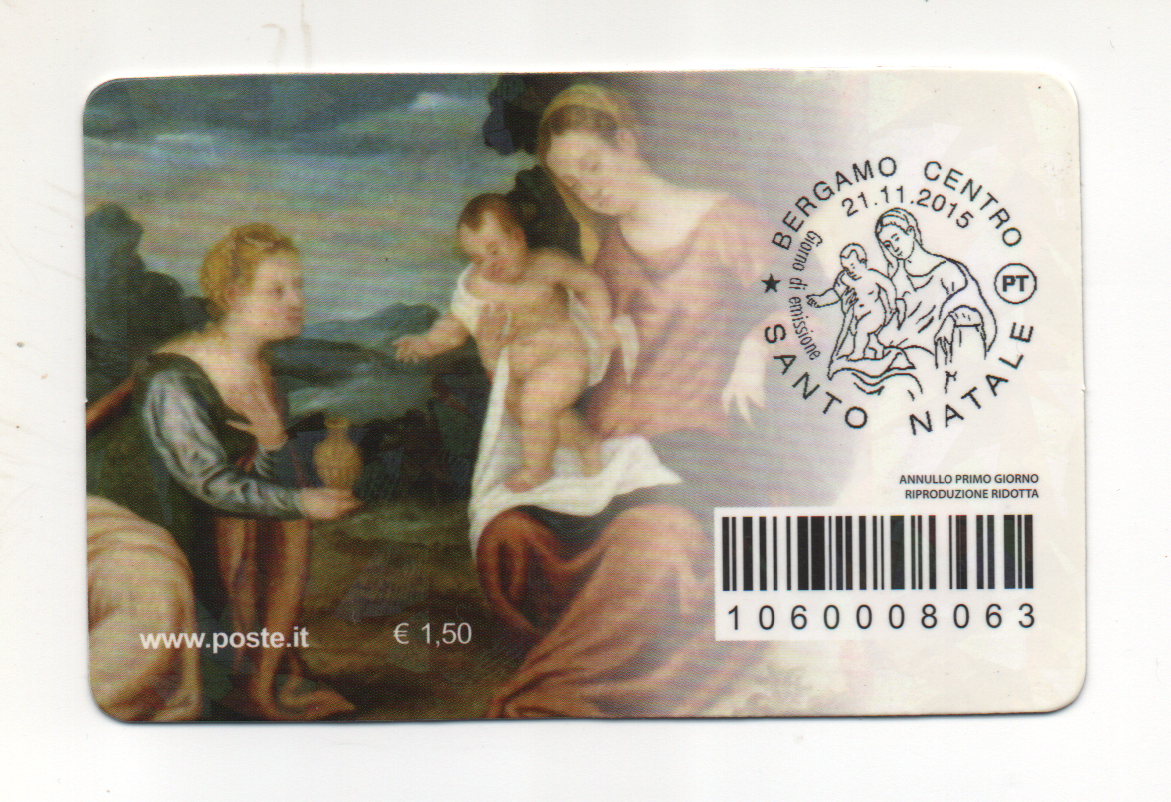 ★ BERGAMO CENTRO
21.11.2015
Giorno di emissione
PT
SANTO NATALE
ANNULLO PRIMO GIORNO
RIPRODUZIONE RIDOTTA
1060008063
www.poste.it € 1,50